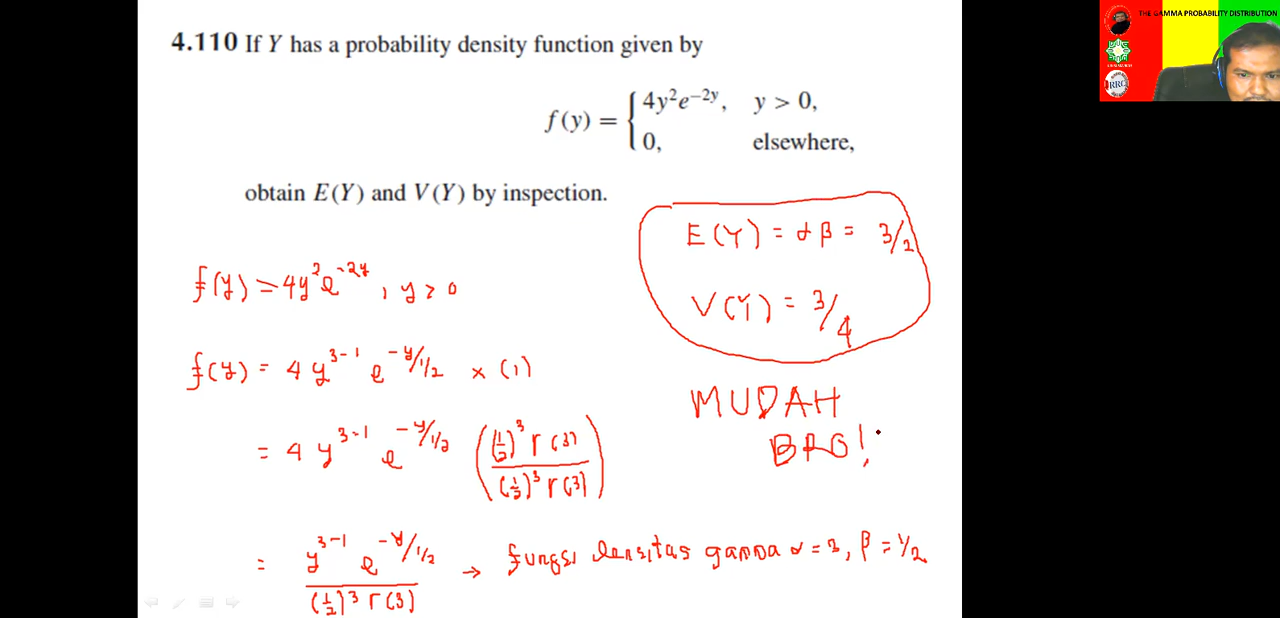 THE GAMMA PROBABILITY DISTRIBUTION
RRC
4.110 If Y has a probability density function given by
f(y) = { 4y²e⁻²ʸ, y > 0,
0, elsewhere,
obtain E(Y) and V(Y) by inspection.
E(Y) = αβ = 3/2
V(Y) = 3/4
MUDAH
BRO!
f(y) = 4y² e^-2y, y > 0
f(y) = 4 y^3-1 e^-y/1/2 × (1)
= 4 y^3-1 e^-y/1/2 ((1/2)^3 Γ(3) / (1/2)^3 Γ(3))
= y^3-1 e^-y/1/2 / (1/2)^3 Γ(3) → fungsi densitas gamma α = 3, β = 1/2